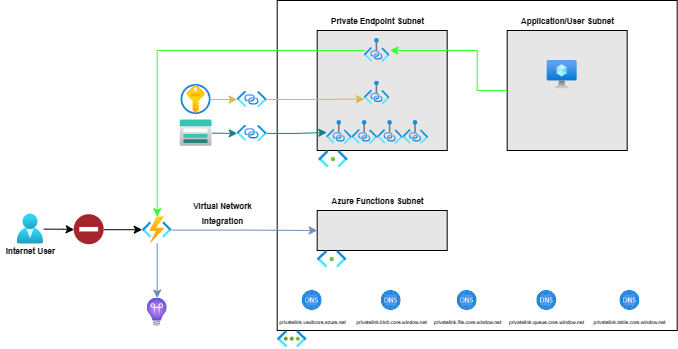 Private Endpoint Subnet
Application/User Subnet
Azure Functions Subnet
Virtual Network
Integration
Internet User
DNS
DNS
DNS
DNS
DNS
privatelink.vaultcore.azure.net
privatelink.blob.core.window.net
privatelink.file.core.window.net
privatelink.queue.core.window.net
privatelink.table.core.window.net